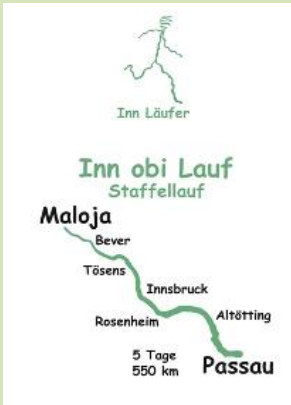 Inn Läufer
Inn obi Lauf
Staffellauf
Maloja
Bever
Tösens
Innsbruck
Rosenheim
Altötting
5 Tage
550 km
Passau